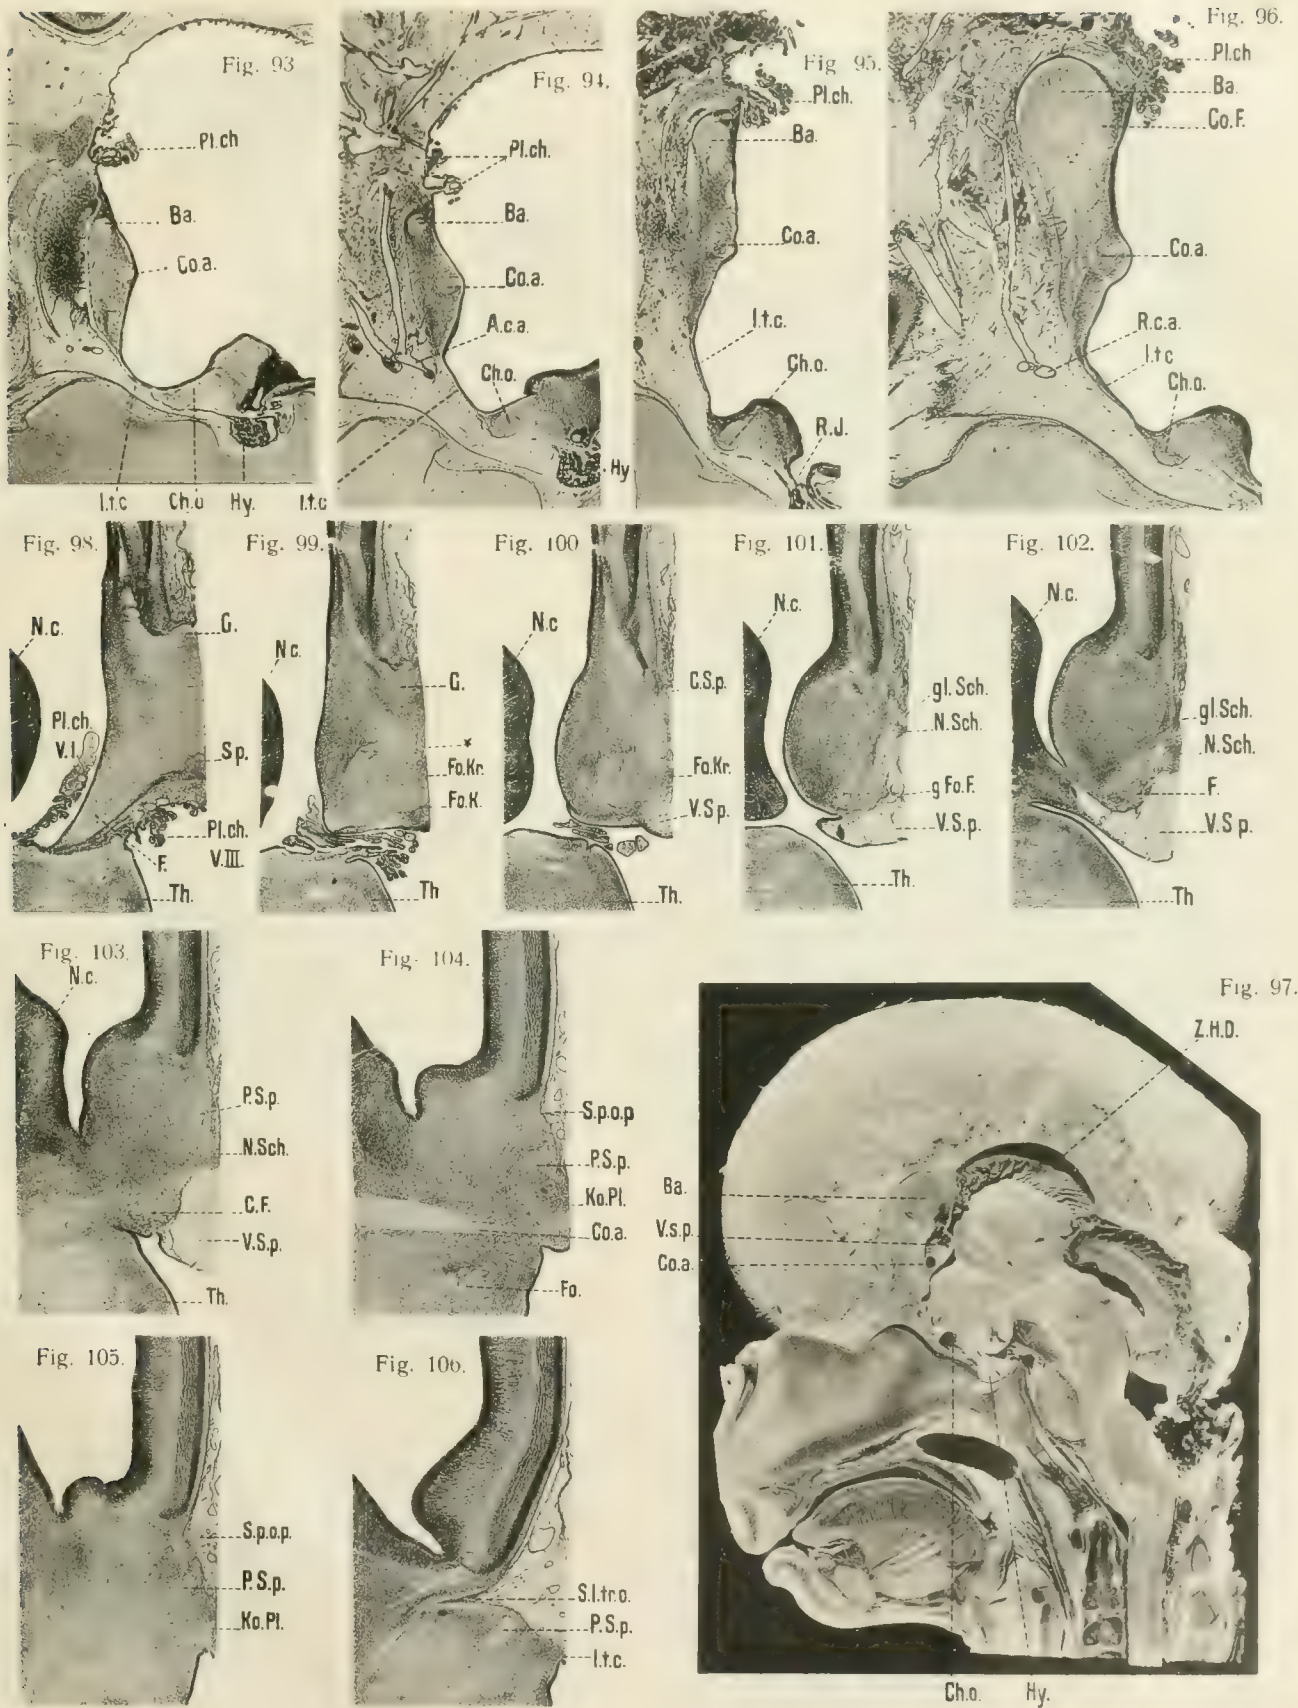 Fig. 93
Pl.ch
Ba.
Co.a.
l.t.c
Ch.o
Hy.
l.t.c
Fig. 94.
Pl.ch.
Ba.
Co.a.
A.c.a.
Ch.o.
Hy
Fig. 95.
Pl.ch.
Ba.
Co.a.
l.t.c.
Ch.o.
R.J.
Fig. 96.
Pl.ch
Ba.
Co.F.
Co.a.
R.c.a.
l.t.c
Ch.o.
Fig. 98.
N.c.
G.
Pl.ch.
V.l.
Sp.
Pl.ch.
V.III.
F.
Th.
Fig. 99.
N.c.
G.
*
Fo.Kr.
Fo.K.
Th
Fig. 100
N.c
C.S.p.
Fo.Kr.
V.Sp.
Th.
Fig. 101.
N.c.
gl.Sch.
N.Sch.
g Fo.F.
V.S.p.
Th.
Fig. 102.
N.c.
gl.Sch.
N.Sch.
F.
V.S p.
Th
Fig. 103.
N.c.
P.S.p.
N.Sch.
C.F.
V.S.p.
Th.
Fig. 104.
S.p.o.p
P.S.p.
Ko.Pl.
Co.a.
Fo.
Fig. 97.
Z.H.D.
Ba.
V.s.p.
Co.a.
Ch.o.
Hy.
Fig. 105.
S.p.o.p.
P.S.p.
Ko.Pl.
Fig. 106.
S.l.tr.o.
P.S.p.
l.t.c.